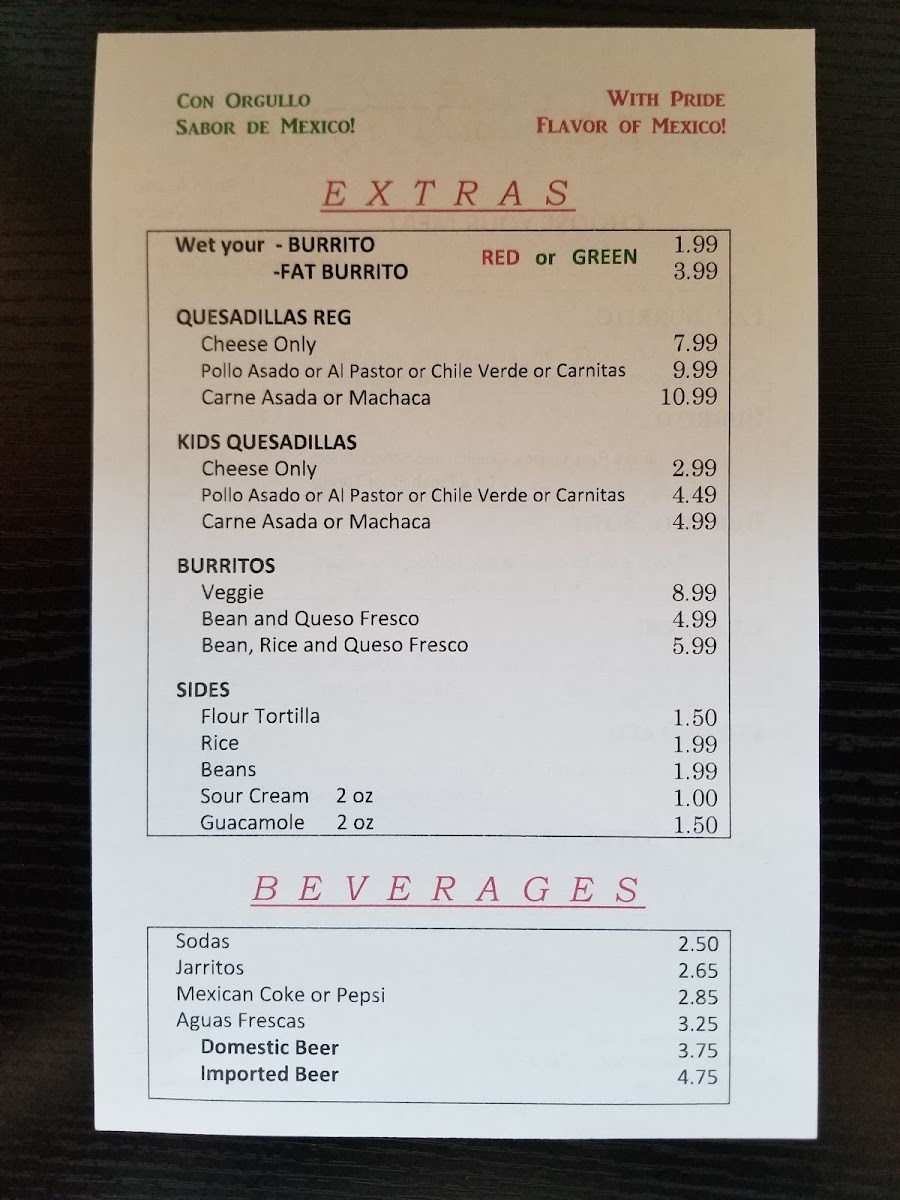 CON ORGULLO
SABOR DE MEXICO!
WITH PRIDE
FLAVOR OF MEXICO!
EXTRAS
Wet your - BURRITO RED or GREEN 1.99
-FAT BURRITO 3.99
QUESADILLAS REG
Cheese Only 7.99
Pollo Asado or Al Pastor or Chile Verde or Carnitas 9.99
Carne Asada or Machaca 10.99
KIDS QUESADILLAS
Cheese Only 2.99
Pollo Asado or Al Pastor or Chile Verde or Carnitas 4.49
Carne Asada or Machaca 4.99
BURRITOS
Veggie 8.99
Bean and Queso Fresco 4.99
Bean, Rice and Queso Fresco 5.99
SIDES
Flour Tortilla 1.50
Rice 1.99
Beans 1.99
Sour Cream 2 oz 1.00
Guacamole 2 oz 1.50
BEVERAGES
Sodas 2.50
Jarritos 2.65
Mexican Coke or Pepsi 2.85
Aguas Frescas 3.25
Domestic Beer 3.75
Imported Beer 4.75